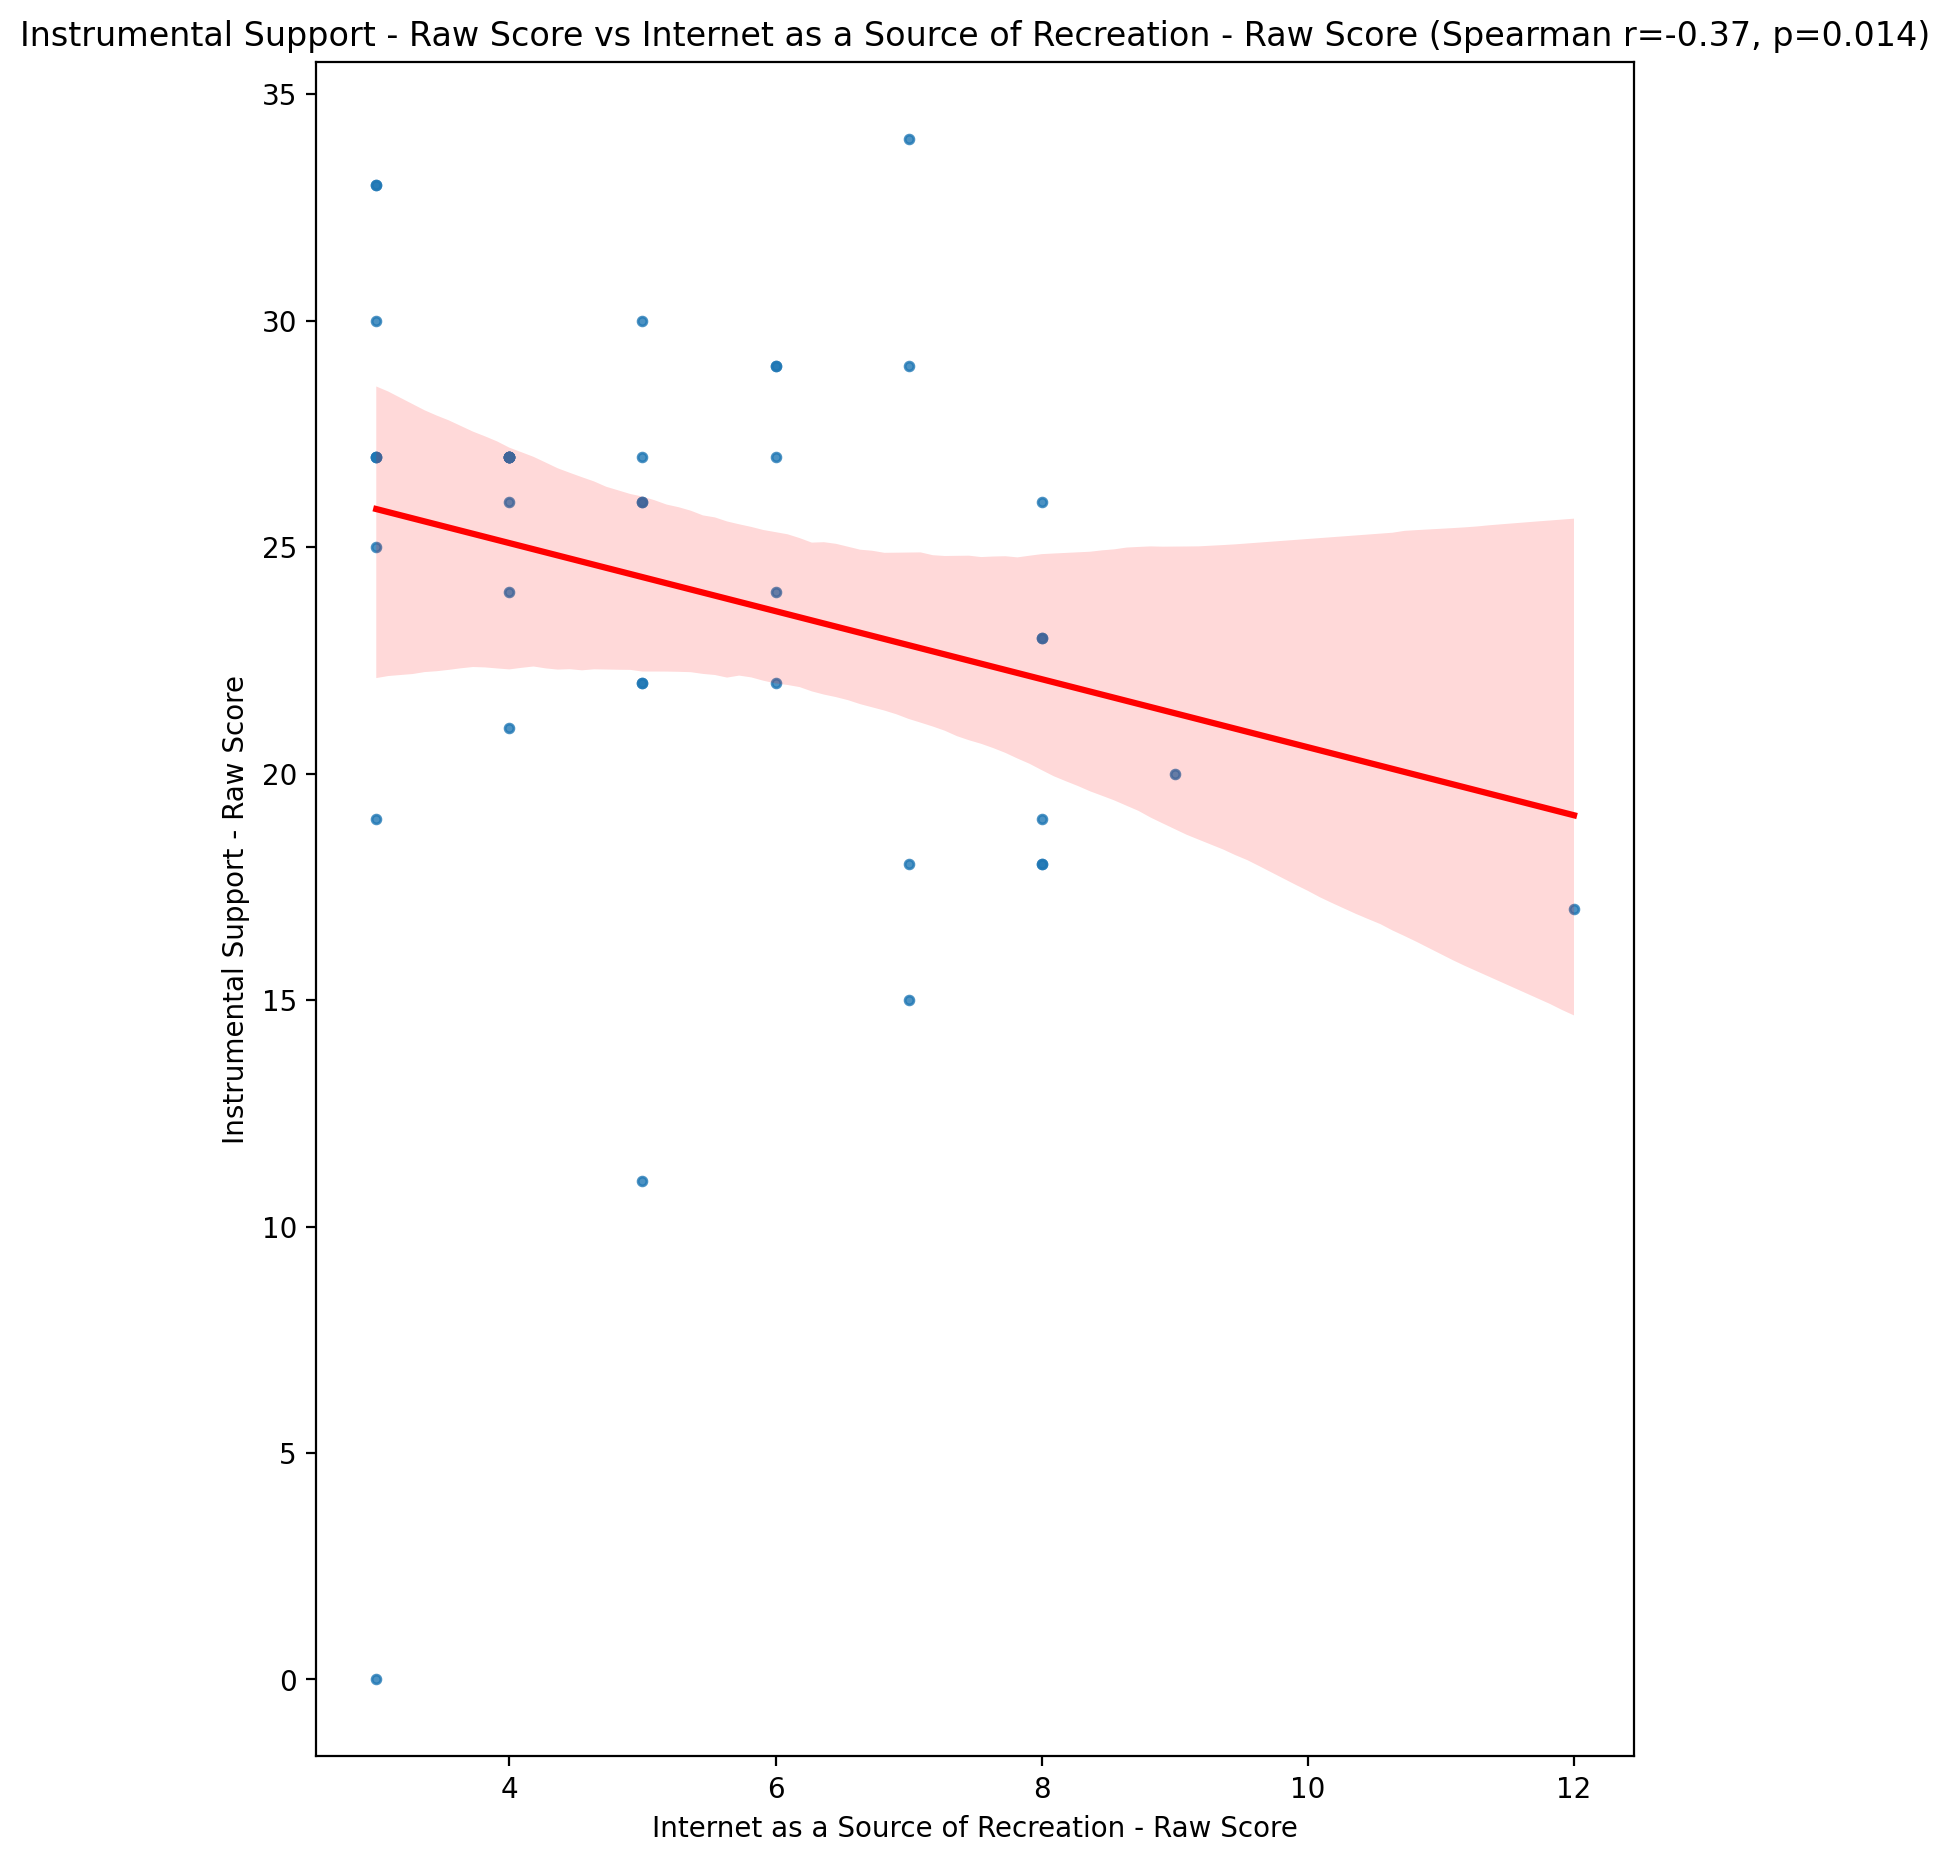 Instrumental Support - Raw Score vs Internet as a Source of Recreation - Raw Score (Spearman r=-0.37, p=0.014)
35
30
25
20
15
10
5
0
Instrumental Support - Raw Score
4 6 8 10 12
Internet as a Source of Recreation - Raw Score